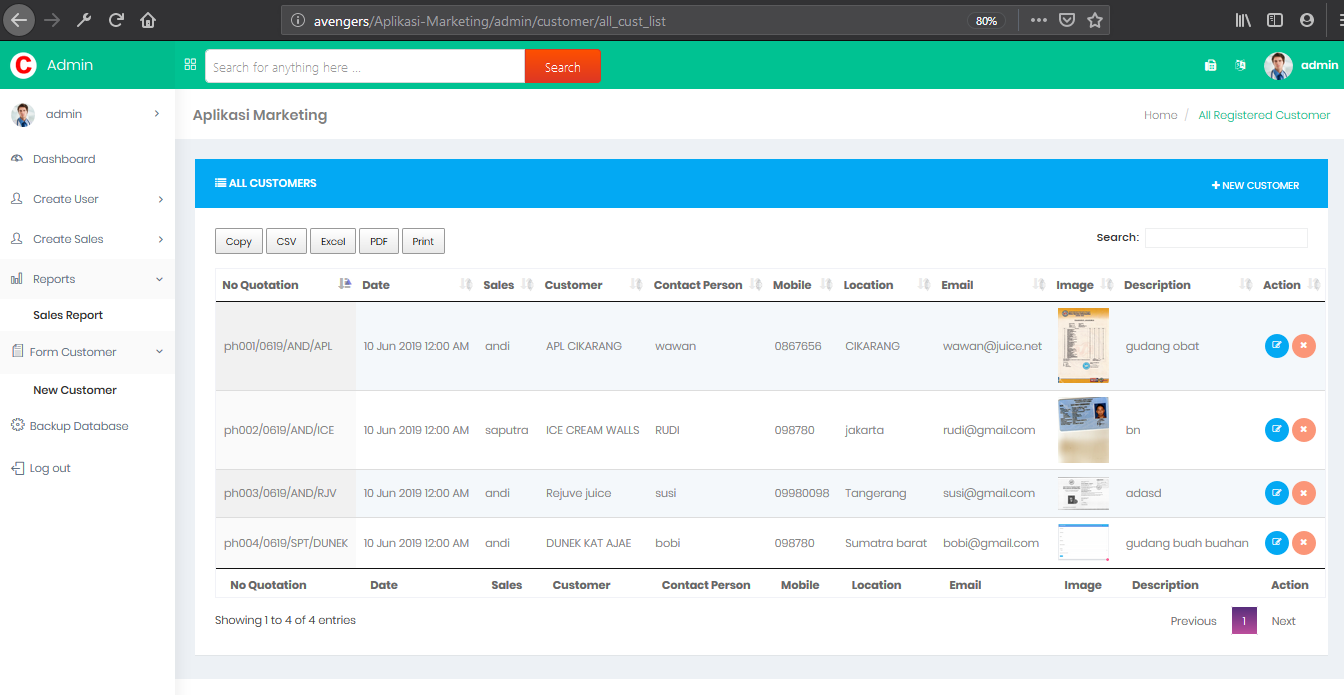 avengers/Aplikasi-Marketing/admin/customer/all_cust_list
80%
C Admin
Search for anything here ...
Search
admin
admin
Dashboard
Create User
Create Sales
Reports
Sales Report
Form Customer
New Customer
Backup Database
Log out
Aplikasi Marketing
Home / All Registered Customer
ALL CUSTOMERS
NEW CUSTOMER
Copy CSV Excel PDF Print
Search:
No Quotation Date Sales Customer Contact Person Mobile Location Email Image Description Action
ph001/0619/AND/APL 10 Jun 2019 12:00 AM andi APL CIKARANG wawan 0867656 CIKARANG wawan@juice.net gudang obat
ph002/0619/AND/ICE 10 Jun 2019 12:00 AM saputra ICE CREAM WALLS RUDI 098780 jakarta rudi@gmail.com bn
ph003/0619/AND/RJV 10 Jun 2019 12:00 AM andi Rejuve juice susi 09980098 Tangerang susi@gmail.com adasd
ph004/0619/SPT/DUNEK 10 Jun 2019 12:00 AM andi DUNEK KAT AJAE bobi 098780 Sumatra barat bobi@gmail.com gudang buah buahan
No Quotation Date Sales Customer Contact Person Mobile Location Email Image Description Action
Showing 1 to 4 of 4 entries
Previous 1 Next